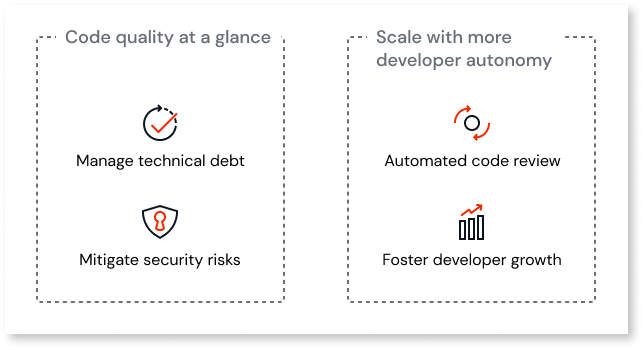 Code quality at a glance
Manage technical debt
Mitigate security risks
Scale with more
developer autonomy
Automated code review
Foster developer growth